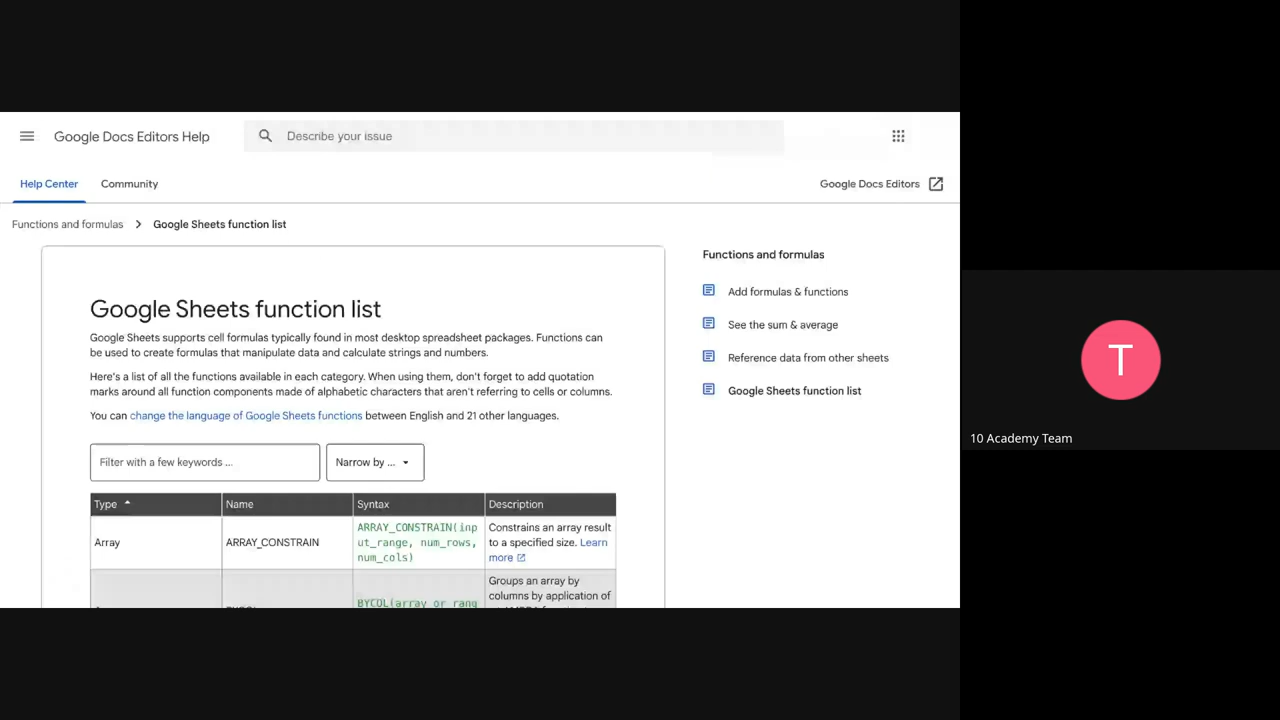 Google Docs Editors Help
Describe your issue
Help Center
Community
Google Docs Editors
Functions and formulas
Google Sheets function list
Google Sheets function list
Google Sheets supports cell formulas typically found in most desktop spreadsheet packages. Functions can
be used to create formulas that manipulate data and calculate strings and numbers.
Here's a list of all the functions available in each category. When using them, don't forget to add quotation
marks around all function components made of alphabetic characters that aren't referring to cells or columns.
You can change the language of Google Sheets functions between English and 21 other languages.
Filter with a few keywords ...
Narrow by ...
Type
Name
Syntax
Description
Array
ARRAY_CONSTRAIN
ARRAY_CONSTRAIN(inp
ut_range, num_rows,
num_cols)
Constrains an array result
to a specified size. Learn
more
BYCOL(array_or_rang
Groups an array by
columns by application of
Functions and formulas
Add formulas & functions
See the sum & average
Reference data from other sheets
Google Sheets function list
T
10 Academy Team